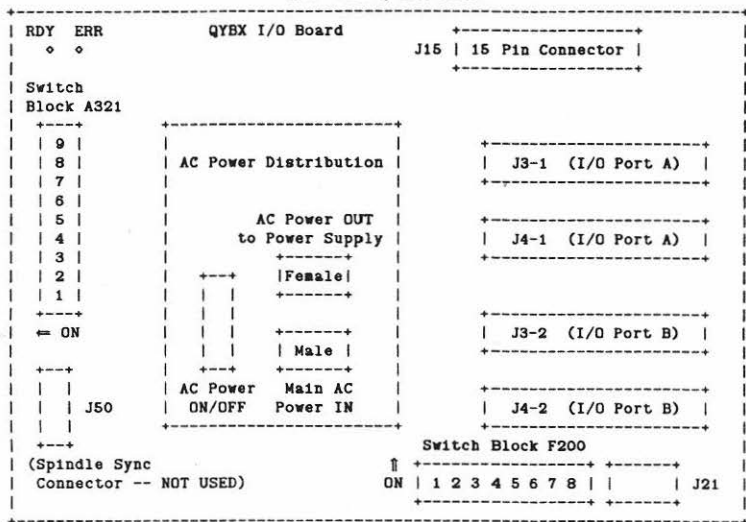 RDY ERR QYBX I/O Board
J15 15 Pin Connector
Switch
Block A321
9
8 AC Power Distribution J3-1 (I/O Port A)
7
6
5 AC Power OUT
4 to Power Supply J4-1 (I/O Port A)
3
2 Female
1
⇐ ON J3-2 (I/O Port B)
Male
AC Power Main AC
J50 ON/OFF Power IN J4-2 (I/O Port B)
Switch Block F200
(Spindle Sync ⇑
Connector -- NOT USED) ON 1 2 3 4 5 6 7 8 J21